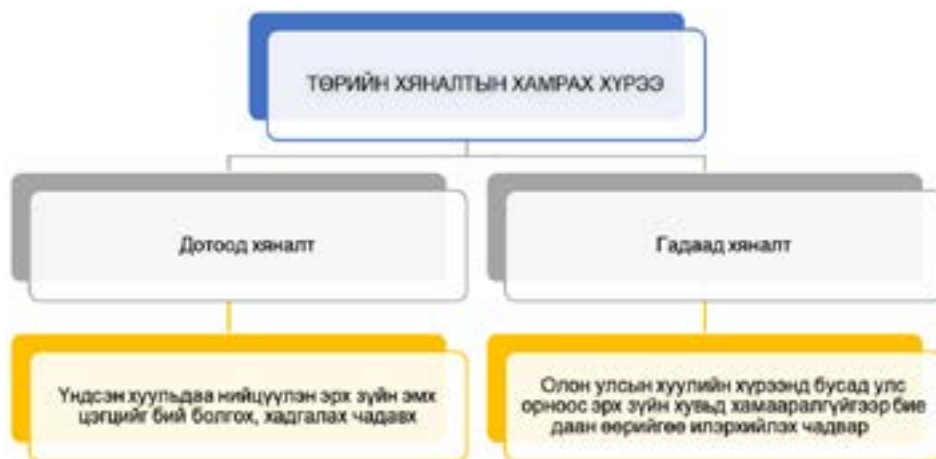 ТӨРИЙН ХЯНАЛТЫН ХАМРАХ ХҮРЭЭ
Дотоод хяналт
Гадаад хяналт
Үндсэн хуульдаа нийцүүлэн эрх зүйн эмх
цэгцийг бий болгох, хадгалах чадавх
Олон улсын хуулийн хүрээнд бусад улс
орноос эрх зүйн хувьд хамааралгүйгээр бие
даан өөрийгөө илэрхийлэх чадвар